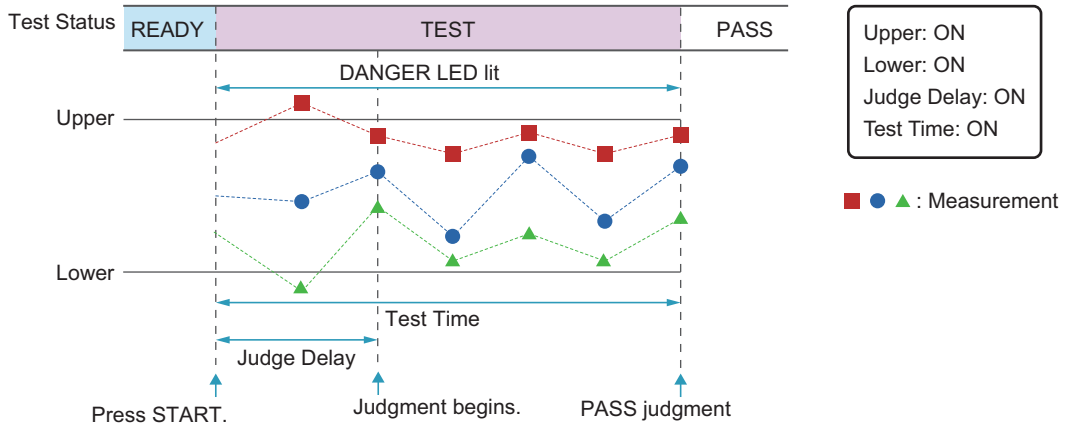 Test Status
READY
TEST
PASS
DANGER LED lit
Upper
Lower
Test Time
Judge Delay
Press START.
Judgment begins.
PASS judgment
Upper: ON
Lower: ON
Judge Delay: ON
Test Time: ON
: Measurement